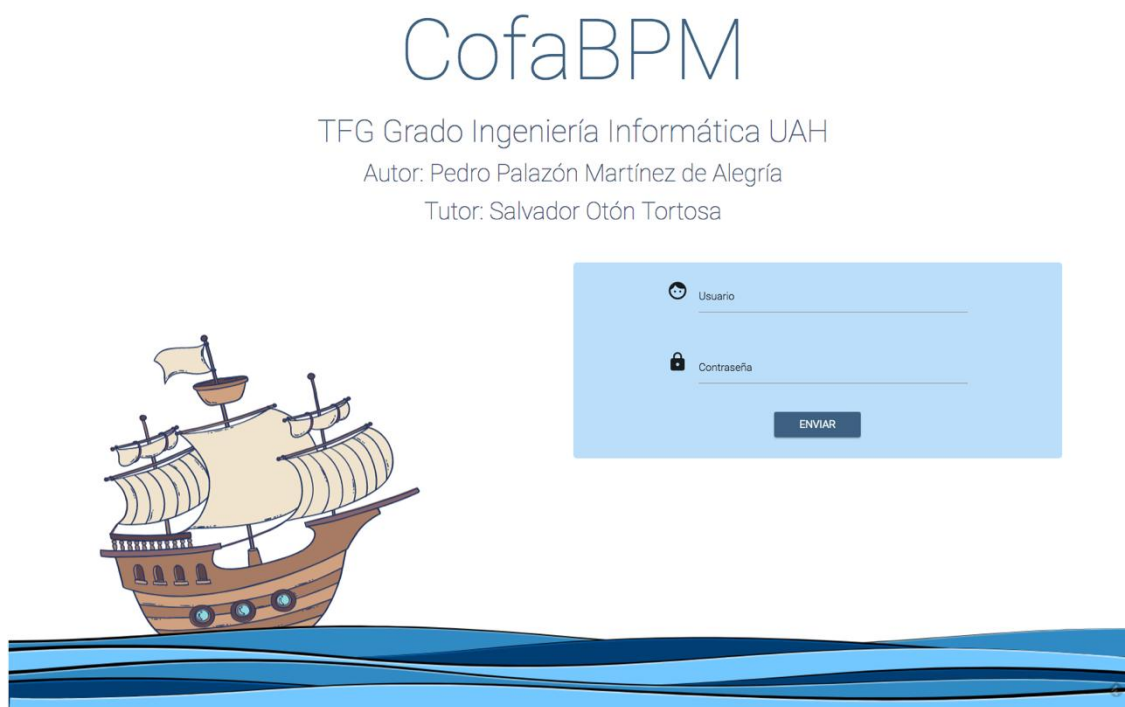 CofaBPM
TFG Grado Ingeniería Informática UAH
Autor: Pedro Palazón Martínez de Alegría
Tutor: Salvador Otón Tortosa
Usuario
Contraseña
ENVIAR